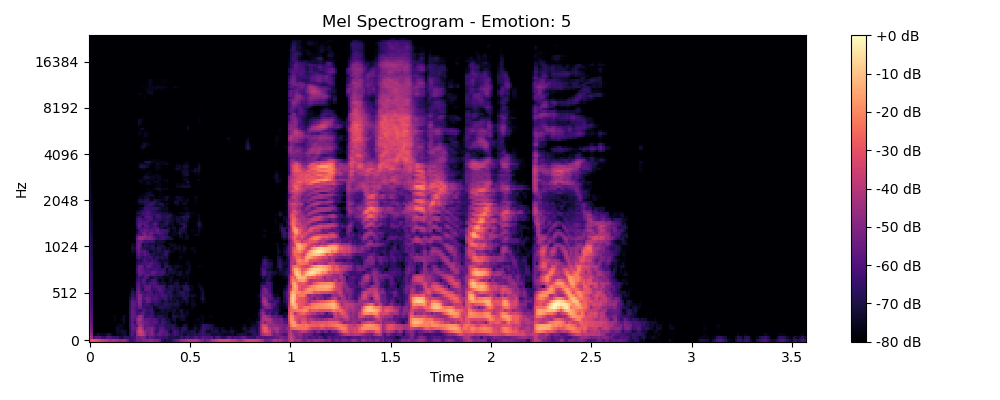 Mel Spectrogram - Emotion: 5
Hz
16384
8192
4096
2048
1024
512
0
0 0.5 1 1.5 2 2.5 3 3.5
Time
+0 dB
-10 dB
-20 dB
-30 dB
-40 dB
-50 dB
-60 dB
-70 dB
-80 dB